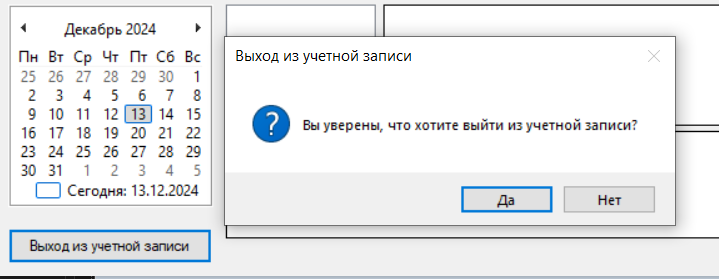 Декабрь 2024
Пн Вт Ср Чт Пт Сб Вс
25 26 27 28 29 30 1
2 3 4 5 6 7 8
9 10 11 12 13 14 15
16 17 18 19 20 21 22
23 24 25 26 27 28 29
30 31 1 2 3 4 5
Сегодня: 13.12.2024
Выход из учетной записи
Выход из учетной записи
Вы уверены, что хотите выйти из учетной записи?
Да Нет